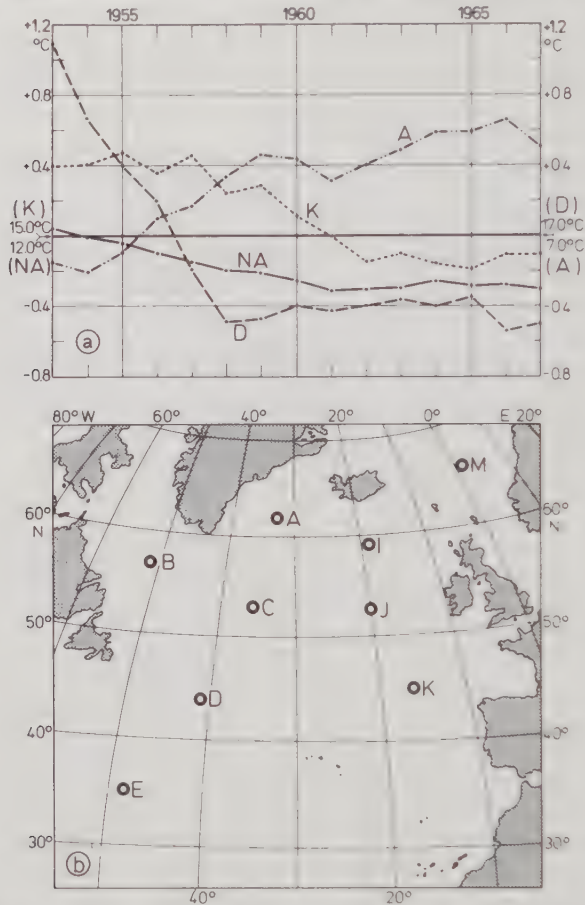 1955 1960 1965
+1.2 +1.2
°C °C
+0.8 +0.8
A
+0.4 +0.4
(K) K (D)
15.0°C 17.0°C
12.0°C 7.0°C
(NA) NA (A)
-0.4 -0.4
D
a
-0.8 -0.8
80°W 60° 40° 20° 0° E 20°
M
60° A 60°
N N
I
B
C J
50° 50°
K
D
40° 40°
E
30° 30°
b
40° 20°